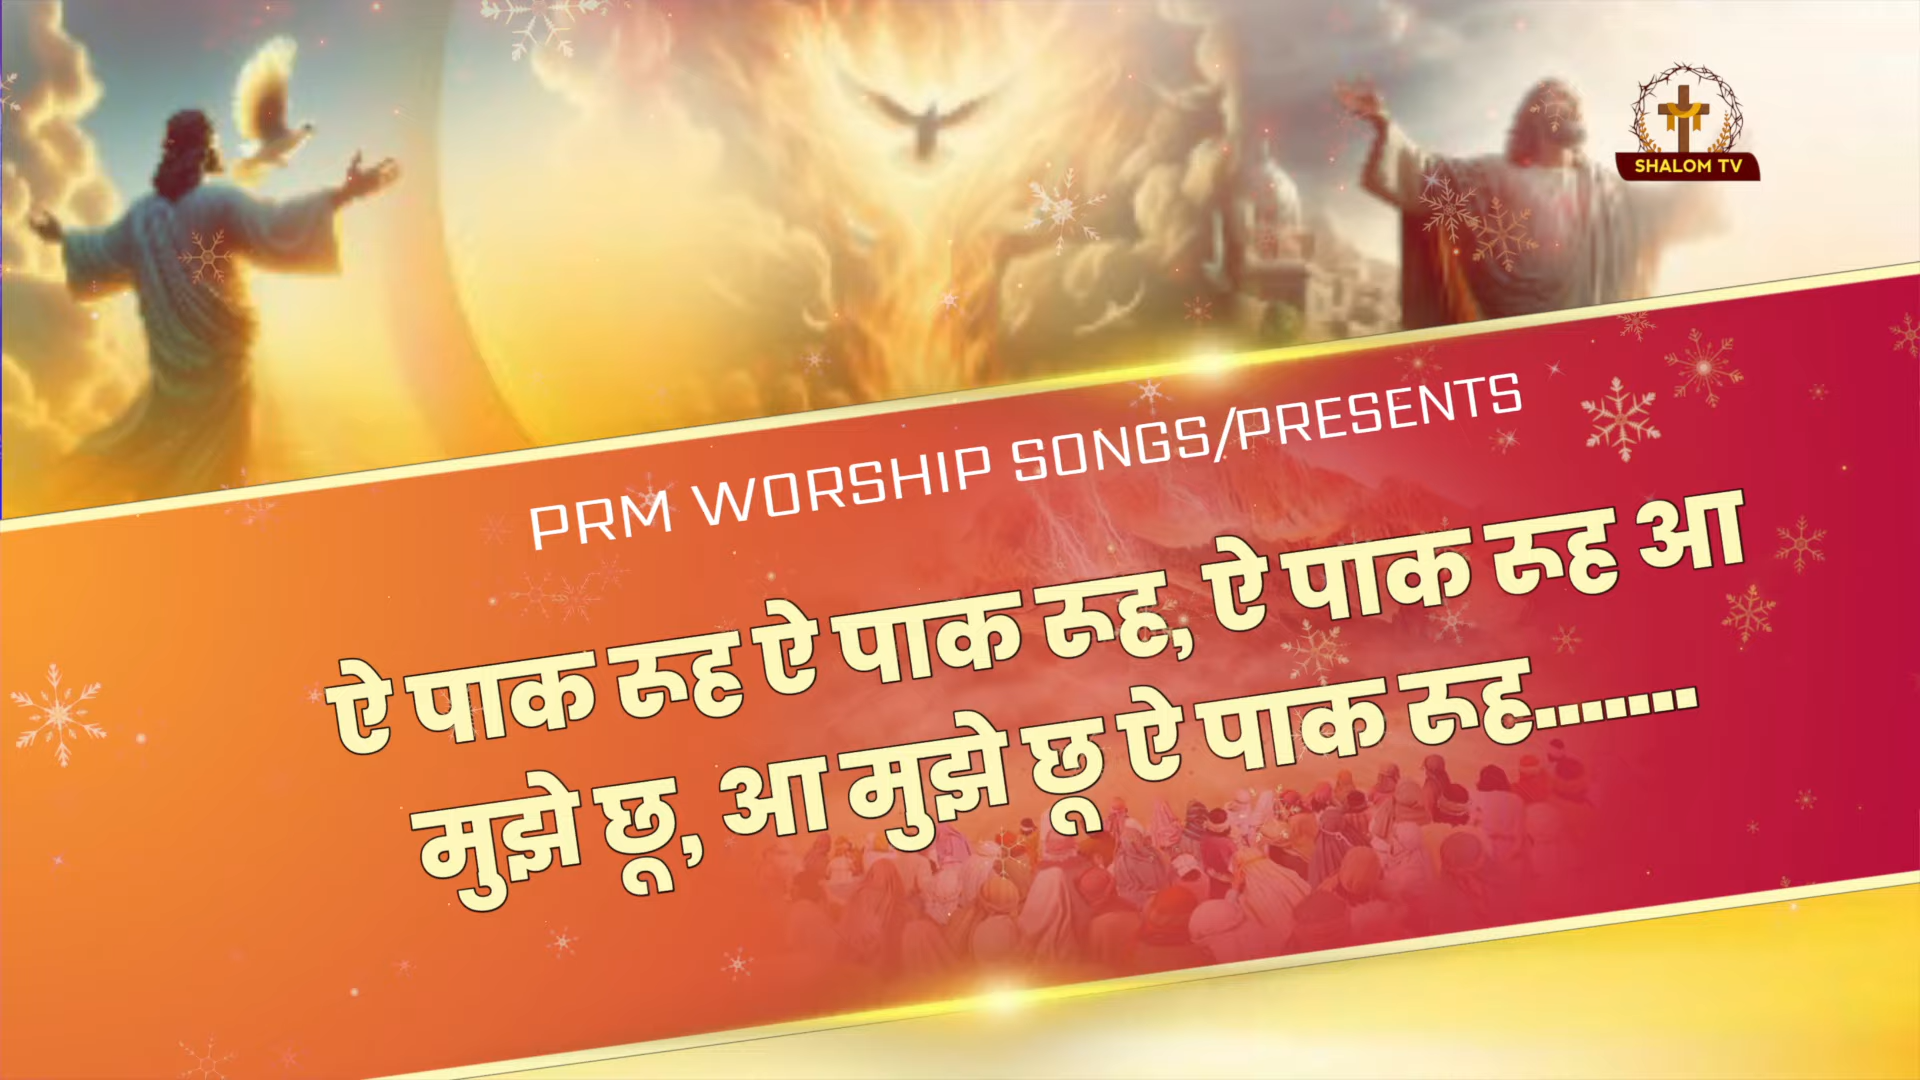 SHALOM TV
PRM WORSHIP SONGS/PRESENTS
ऐ पाक रूह ऐ पाक रूह, ऐ पाक रूह आ
मुझे छू, आ मुझे छू ऐ पाक रूह.......